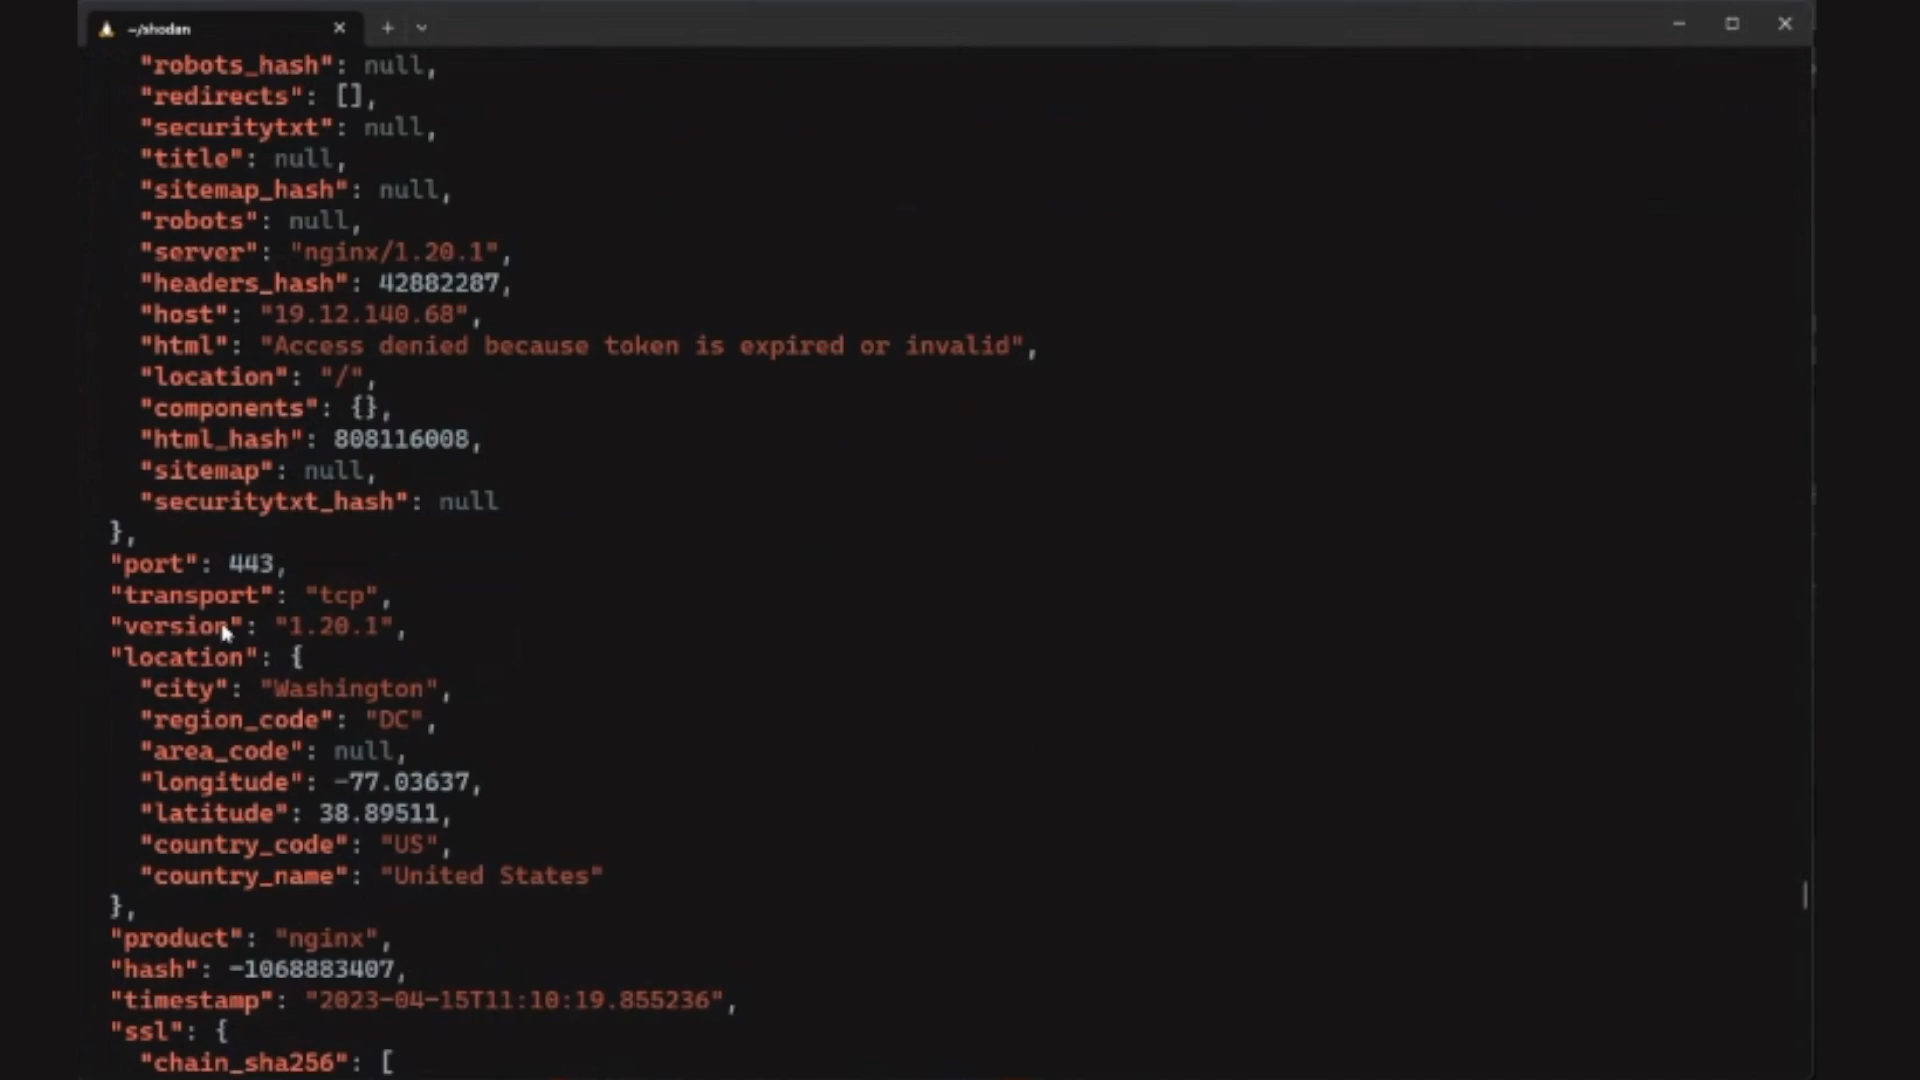 ~/shodan
"robots_hash": null,
"redirects": [],
"securitytxt": null,
"title": null,
"sitemap_hash": null,
"robots": null,
"server": "nginx/1.20.1",
"headers_hash": 42882287,
"host": "19.12.140.68",
"html": "Access denied because token is expired or invalid",
"location": "/",
"components": {},
"html_hash": 808116008,
"sitemap": null,
"securitytxt_hash": null
},
"port": 443,
"transport": "tcp",
"version": "1.20.1",
"location": {
"city": "Washington",
"region_code": "DC",
"area_code": null,
"longitude": -77.03637,
"latitude": 38.89511,
"country_code": "US",
"country_name": "United States"
},
"product": "nginx",
"hash": -1068883407,
"timestamp": "2023-04-15T11:10:19.855236",
"ssl": {
"chain_sha256": [